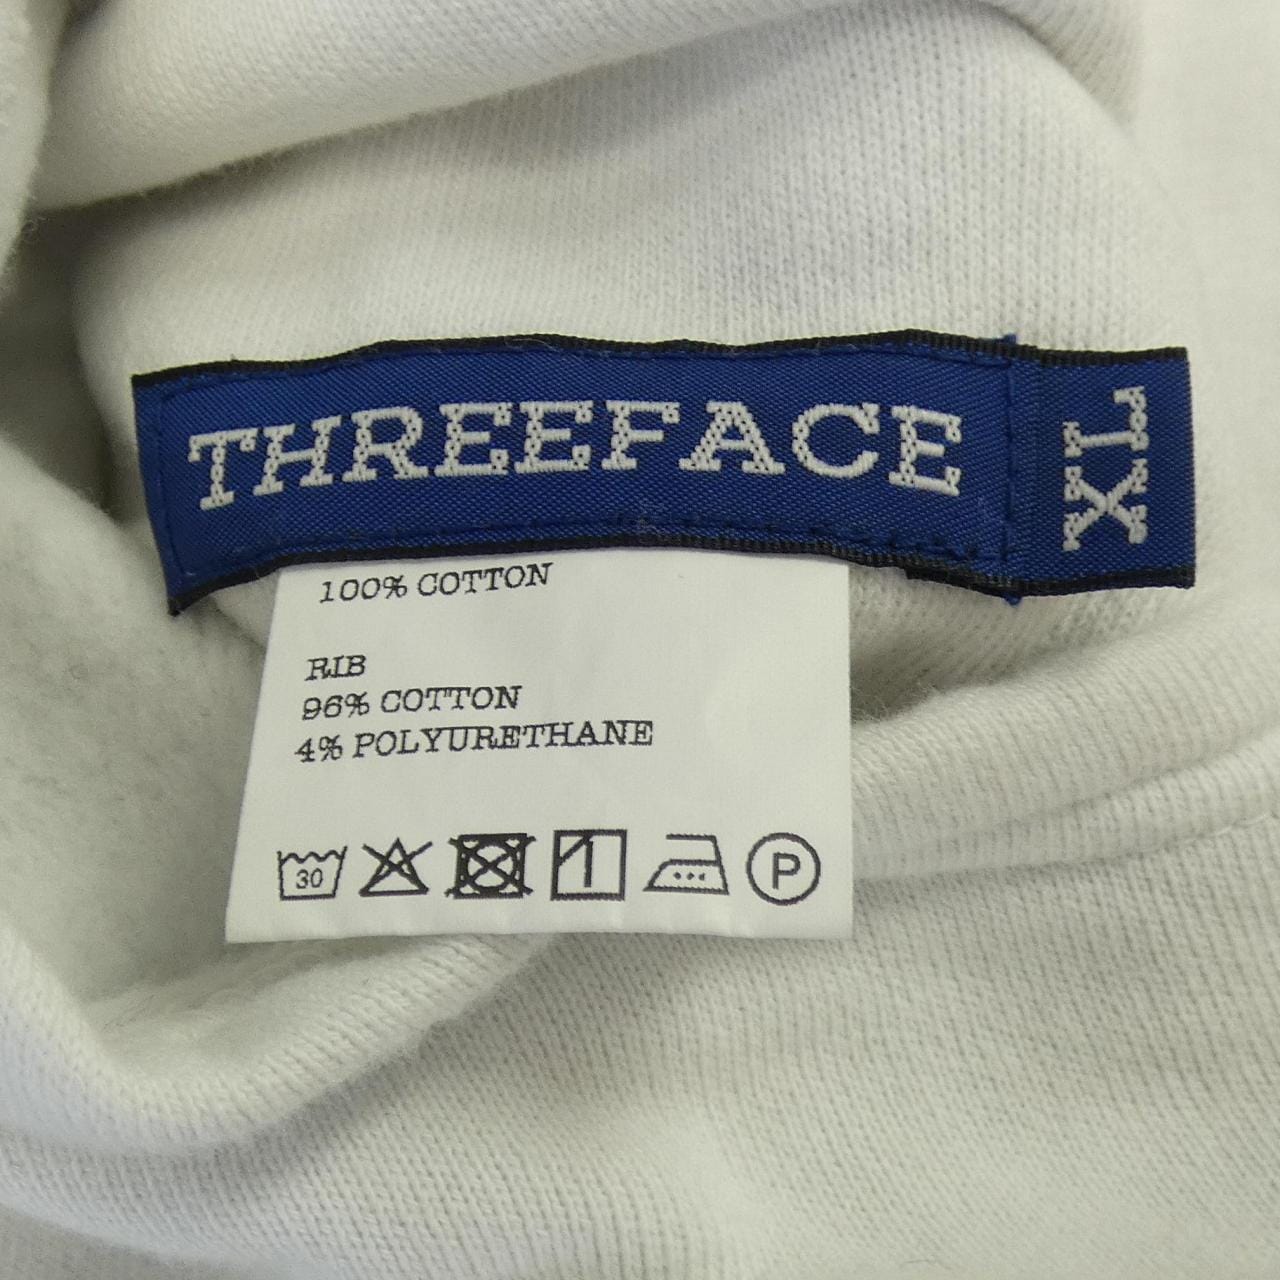 THREEFACE
XL
100% COTTON
RIB
96% COTTON
4% POLYURETHANE
30
P